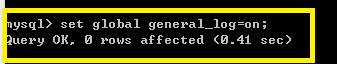 mysql> set global general_log=on;
Query OK, 0 rows affected (0.41 sec)